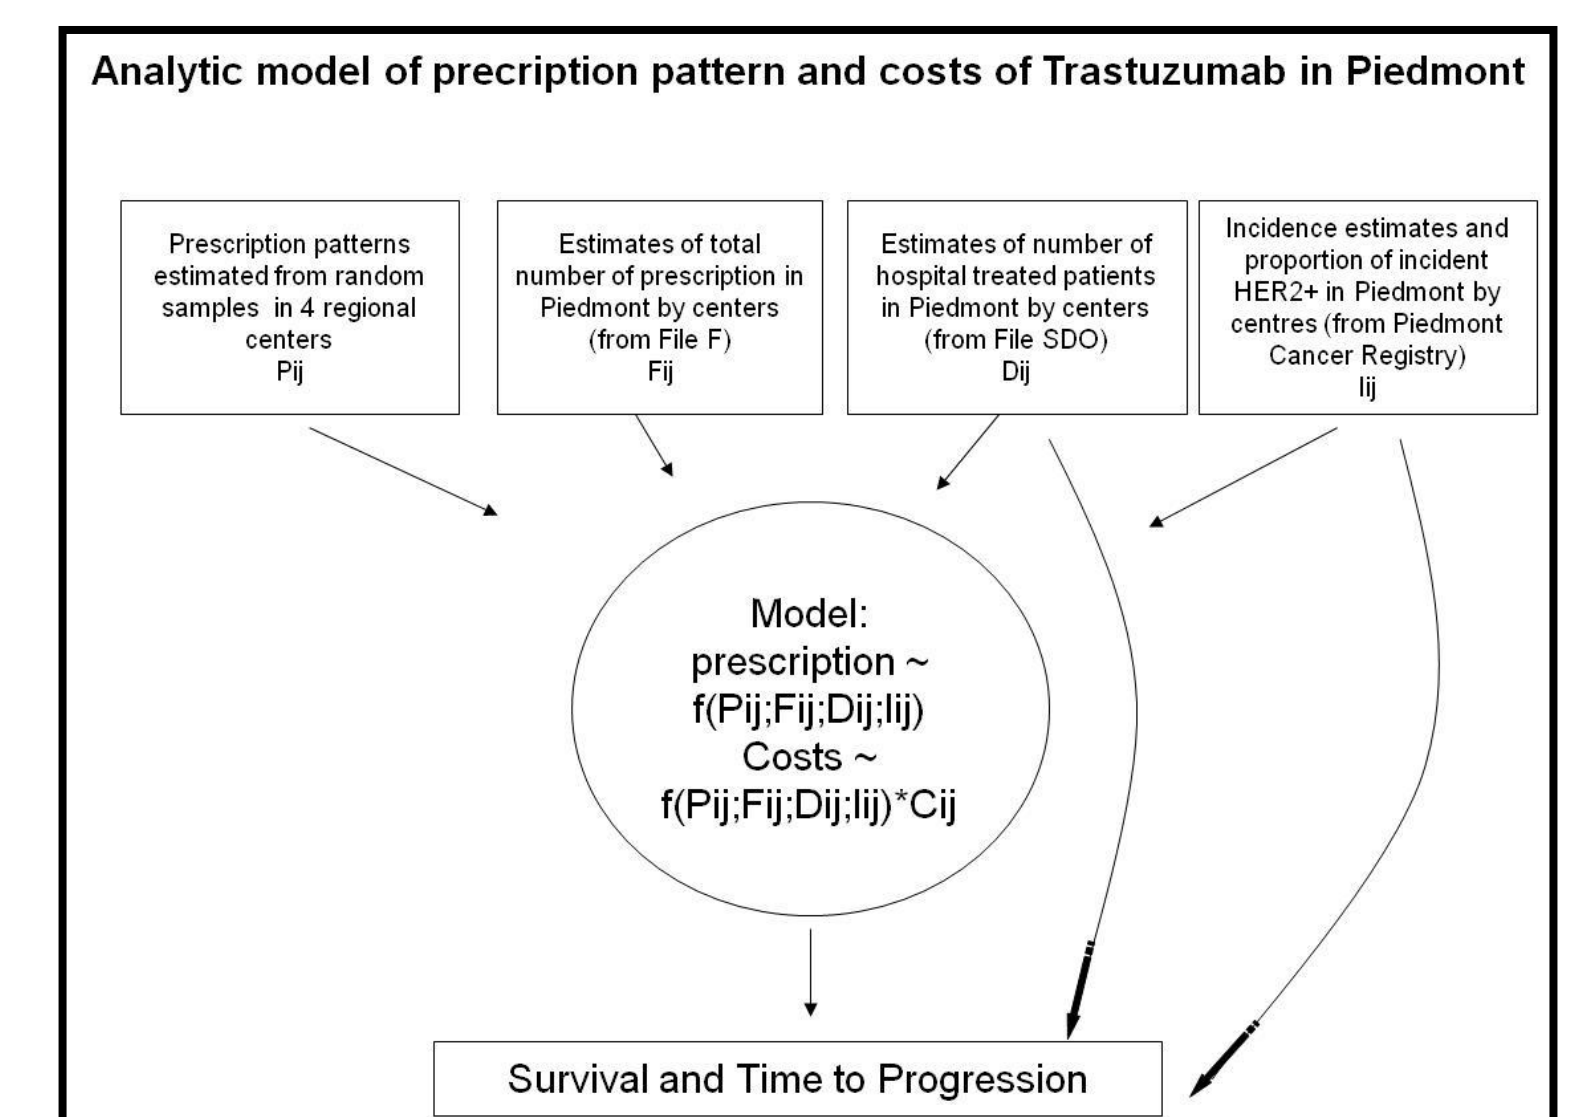 Analytic model of precription pattern and costs of Trastuzumab in Piedmont
Prescription patterns
estimated from random
samples in 4 regional
centers
Pij
Estimates of total
number of prescription in
Piedmont by centers
(from File F)
Fij
Estimates of number of
hospital treated patients
in Piedmont by centers
(from File SDO)
Dij
Incidence estimates and
proportion of incident
HER2+ in Piedmont by
centres (from Piedmont
Cancer Registry)
Iij
Model:
prescription ~
f(Pij;Fij;Dij;Iij)
Costs ~
f(Pij;Fij;Dij;Iij)*Cij
Survival and Time to Progression